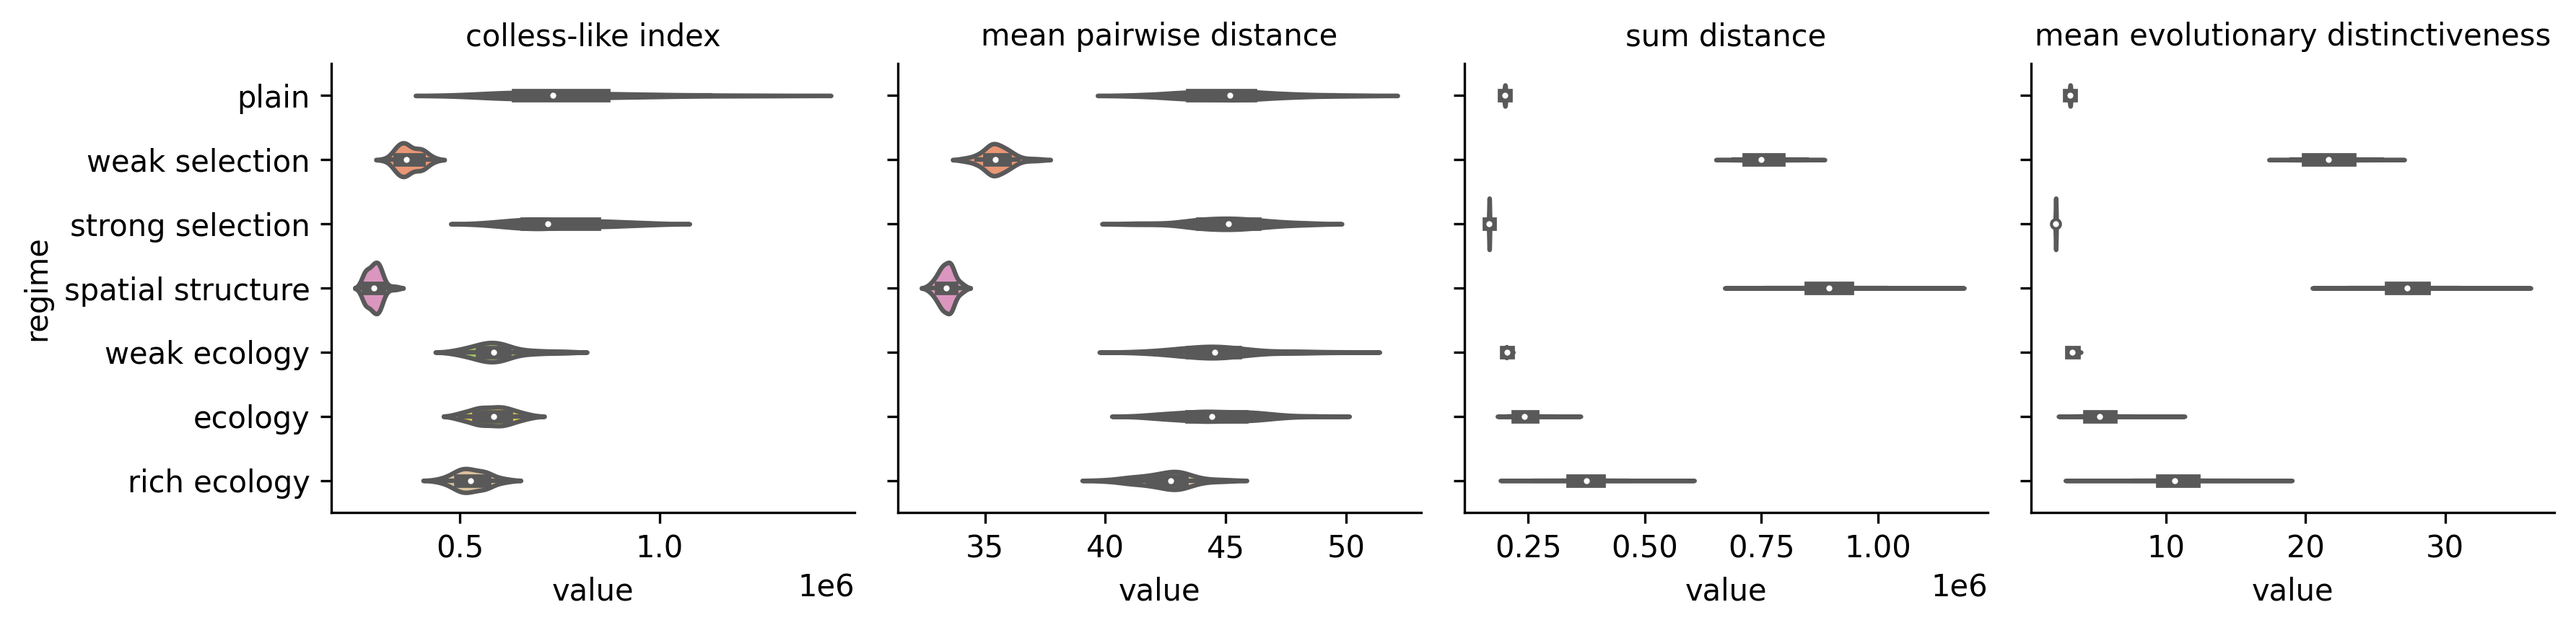 colless-like index
mean pairwise distance
sum distance
mean evolutionary distinctiveness
regime
plain
weak selection
strong selection
spatial structure
weak ecology
ecology
rich ecology
0.5 1.0
1e6
value
35 40 45 50
value
0.25 0.50 0.75 1.00
1e6
value
10 20 30
value